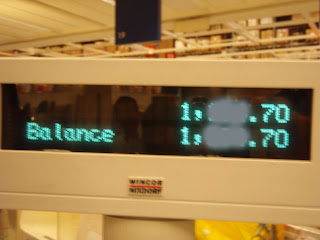 1, .70
Balance 1, .70
WINCOR
NIXDORF